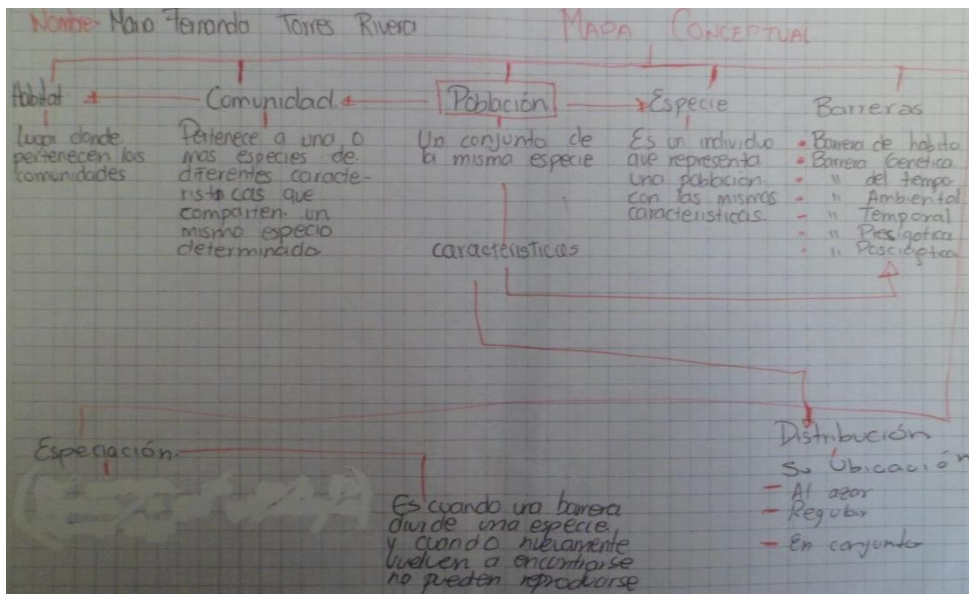 Nombre: Mario Fernando Torres Rivera
MAPA CONCEPTUAL
Habitat
lugar donde
pertenecen las
comunidades
Comunidad
Pertenece a una o
mas especies de
diferentes caracte-
risticas que
comparten un
mismo espacio
determinado
Población
Un conjunto de
la misma especie
caracteristicas
Especie
Es un individuo
que representa
una población
con las mismas
caracteristicas
Barreras
• Barrera de habito
• Barrera Genetica
- " del tempo
- " Ambiental
- " Temporal
- " Presigotica
- " Poscigotica
Especiación
Es cuando una barrera
divide una especie
y cuando nuevamente
vuelven a encontrarse
no pueden reproducirse
Distribución
Su Ubicación
- Al azar
- Regular
- En conjunto